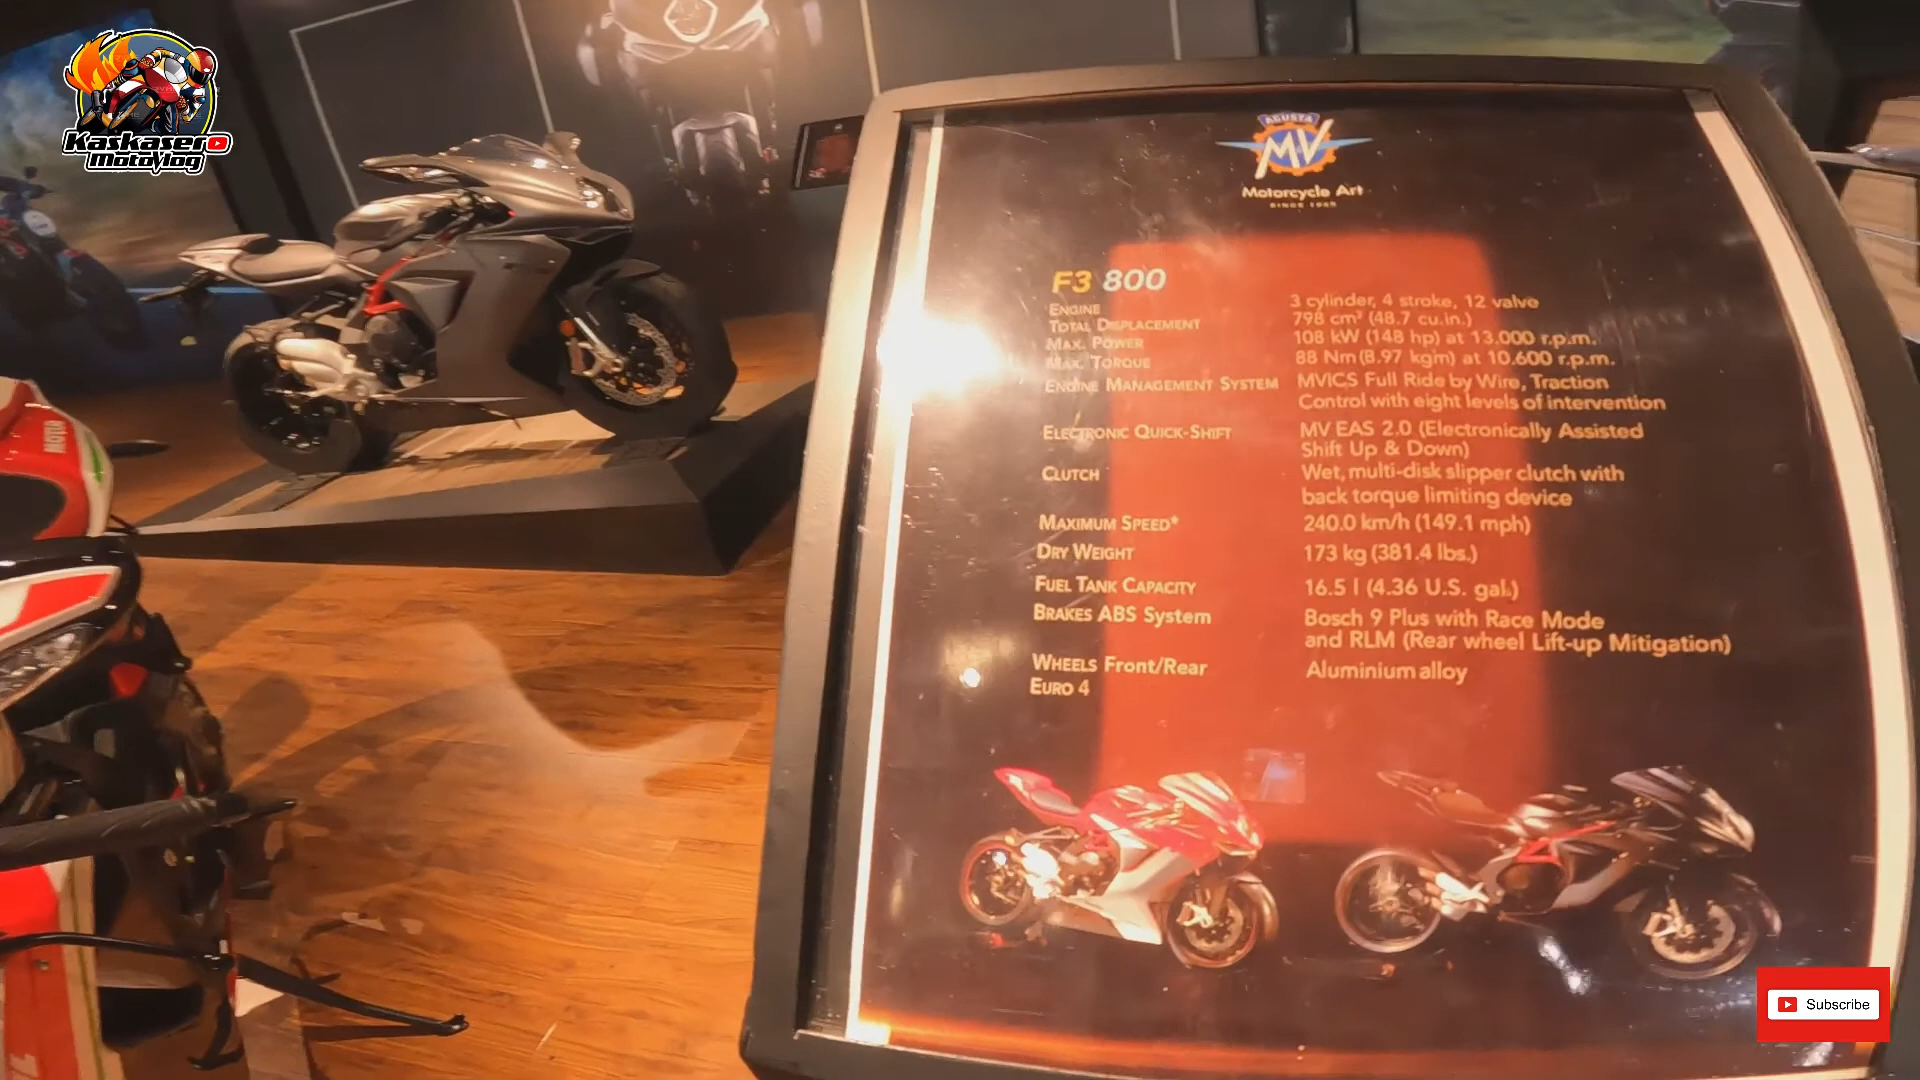 Kaskasero
MotoVlog
MOTUL
AGUSTA
MV
Motorcycle Art
SINCE 1945
F3 800
ENGINE 3 cylinder, 4 stroke, 12 valve
TOTAL DISPLACEMENT 798 cm³ (48.7 cu.in.)
MAX. POWER 108 kW (148 hp) at 13.000 r.p.m.
MAX. TORQUE 88 Nm (8.97 kgm) at 10.600 r.p.m.
ENGINE MANAGEMENT SYSTEM MVICS Full Ride by Wire, Traction
Control with eight levels of intervention
ELECTRONIC QUICK-SHIFT MV EAS 2.0 (Electronically Assisted
Shift Up & Down)
CLUTCH Wet, multi-disk slipper clutch with
back torque limiting device
MAXIMUM SPEED* 240.0 km/h (149.1 mph)
DRY WEIGHT 173 kg (381.4 lbs.)
FUEL TANK CAPACITY 16.5 l (4.36 U.S. gal.)
BRAKES ABS System Bosch 9 Plus with Race Mode
and RLM (Rear wheel Lift-up Mitigation)
WHEELS Front/Rear Aluminium alloy
EURO 4
Subscribe